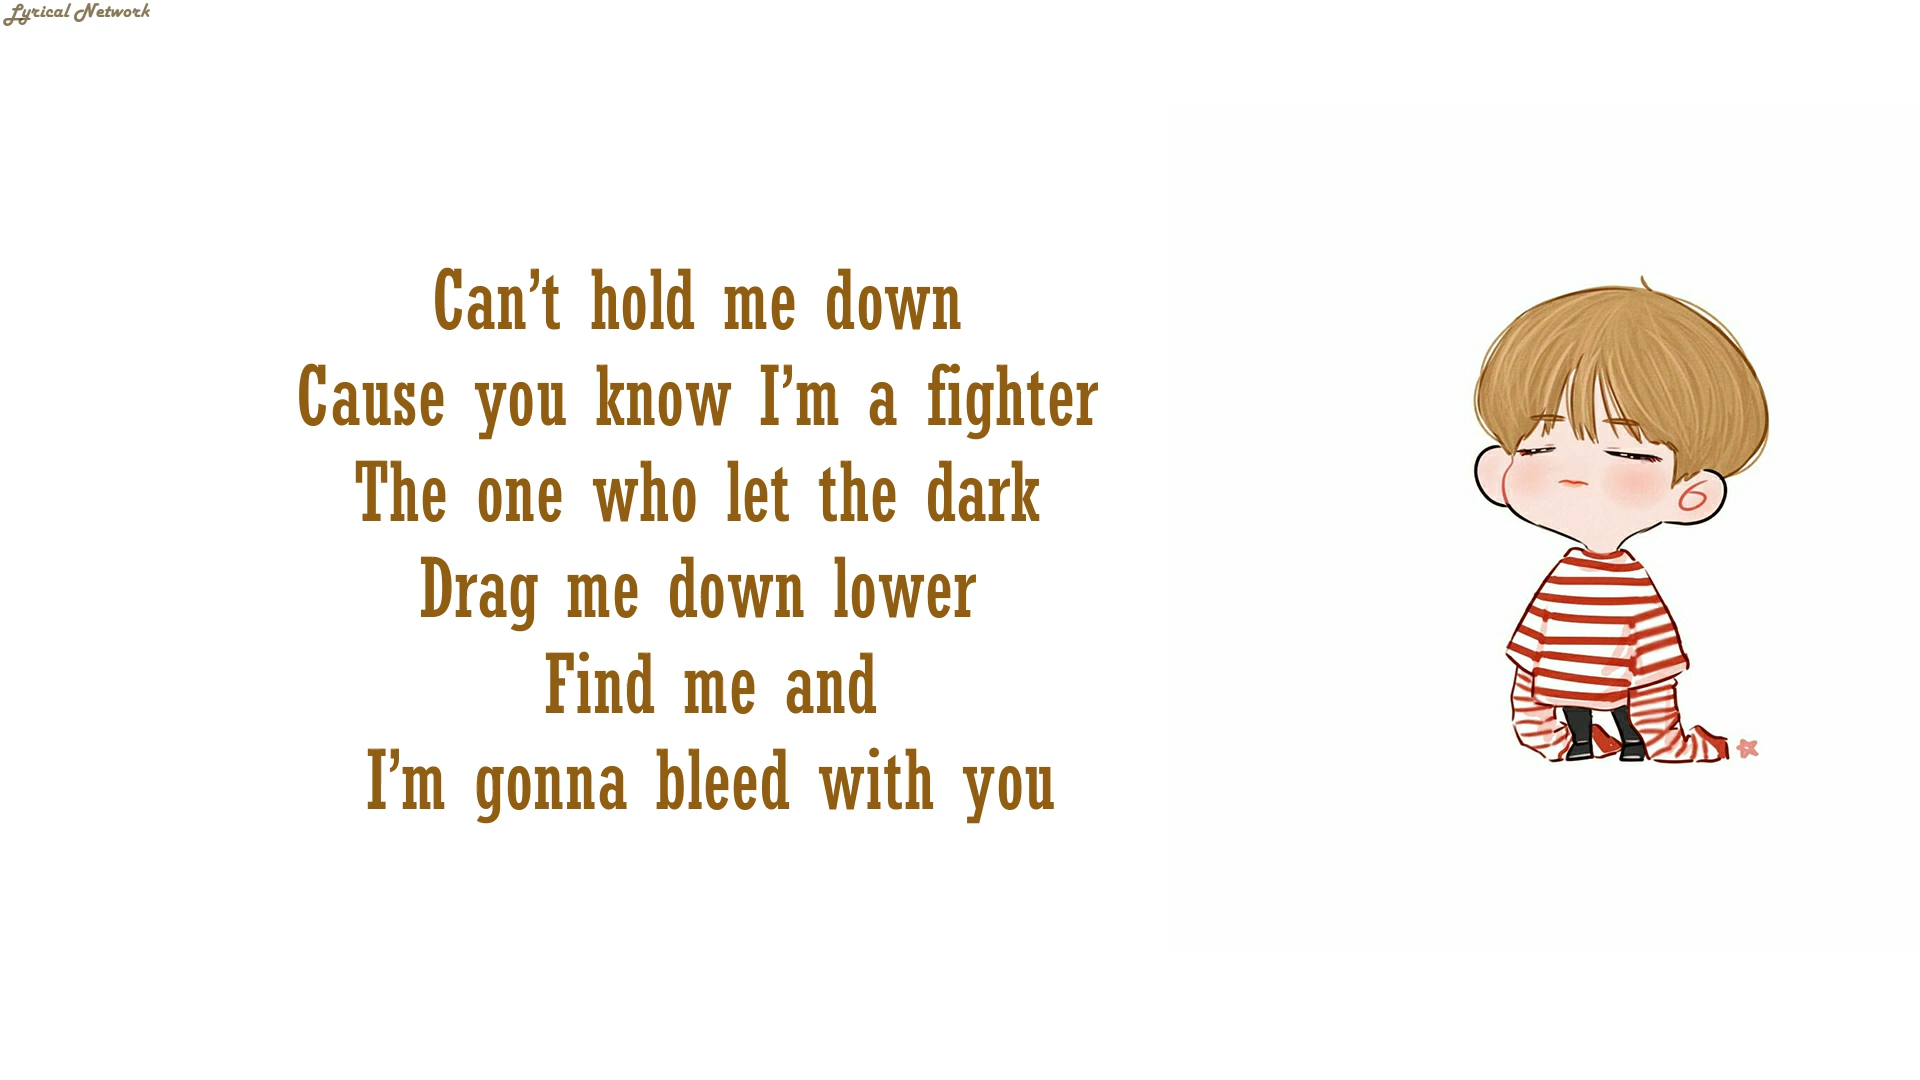 Lyrical Network
Can’t hold me down
Cause you know I’m a fighter
The one who let the dark
Drag me down lower
Find me and
I’m gonna bleed with you